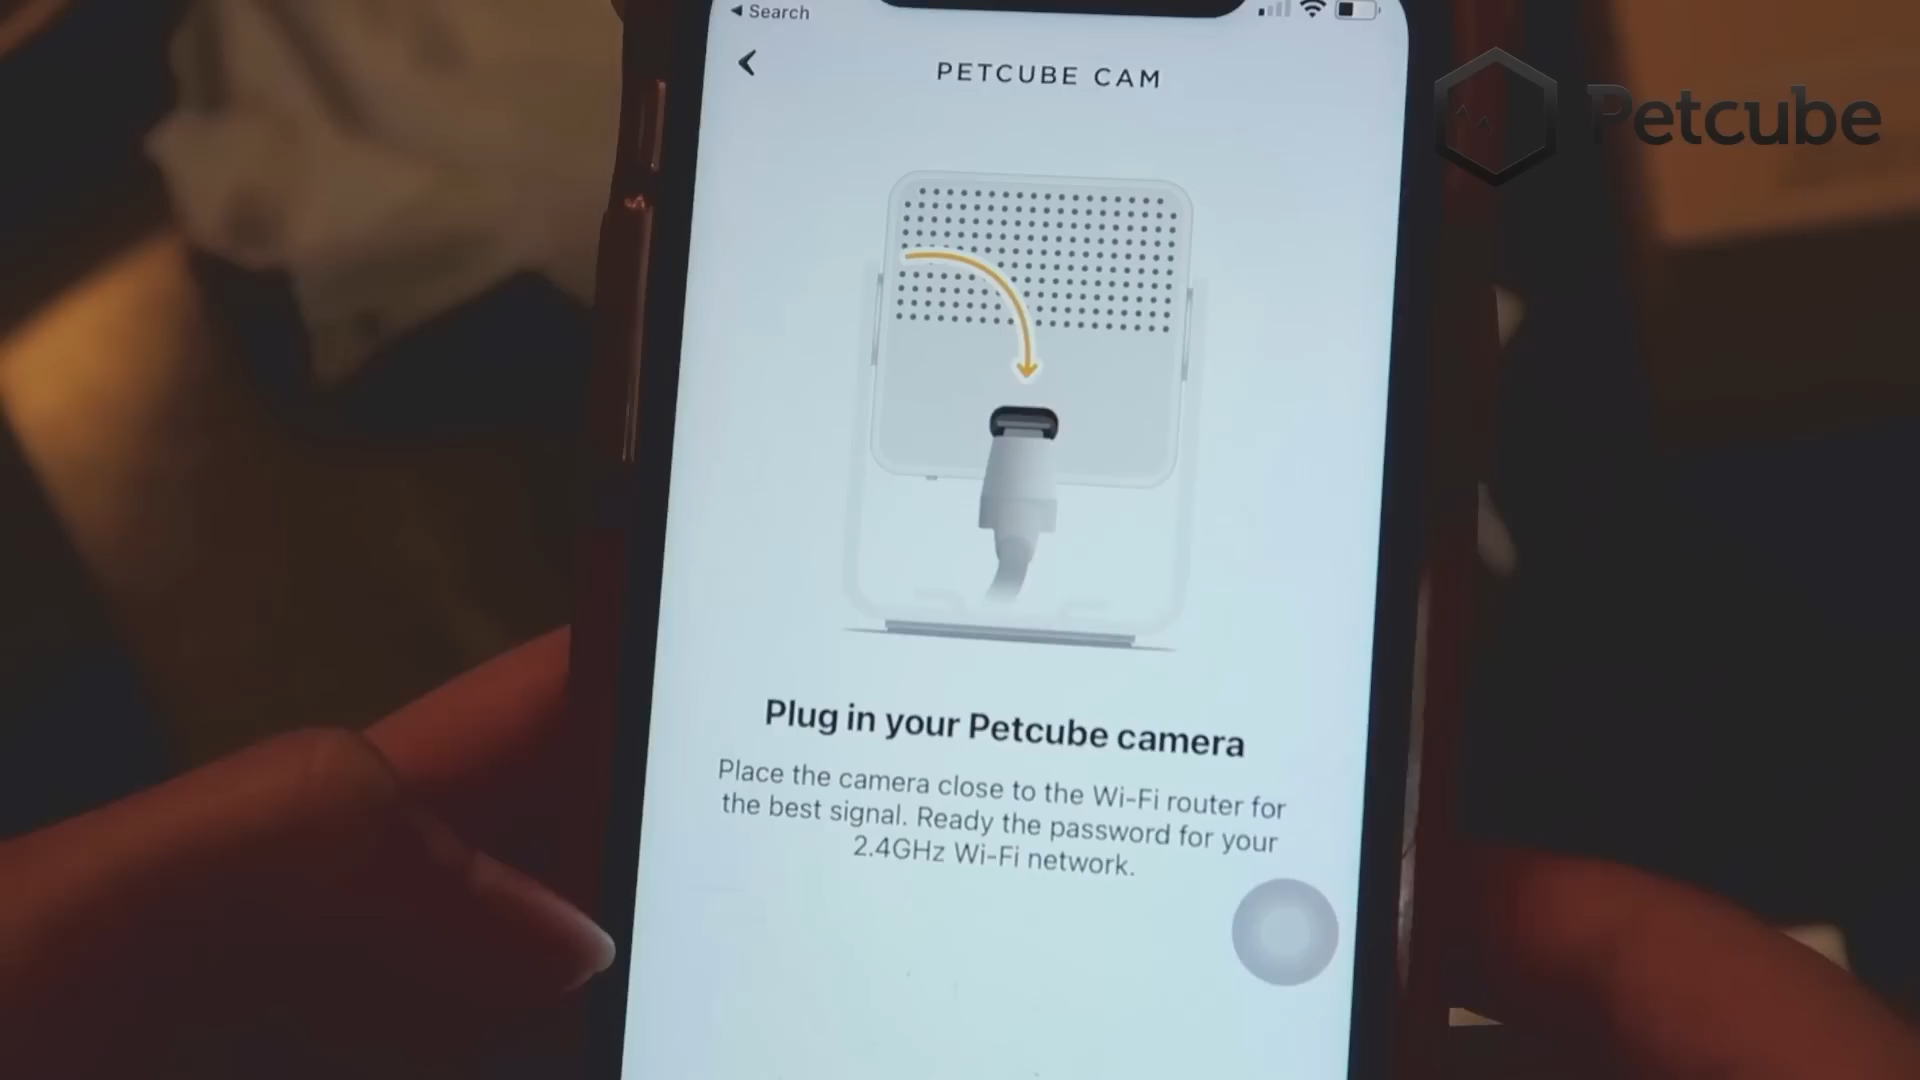 ◄ Search
PETCUBE CAM
Petcube
Plug in your Petcube camera
Place the camera close to the Wi-Fi router for
the best signal. Ready the password for your
2.4GHz Wi-Fi network.